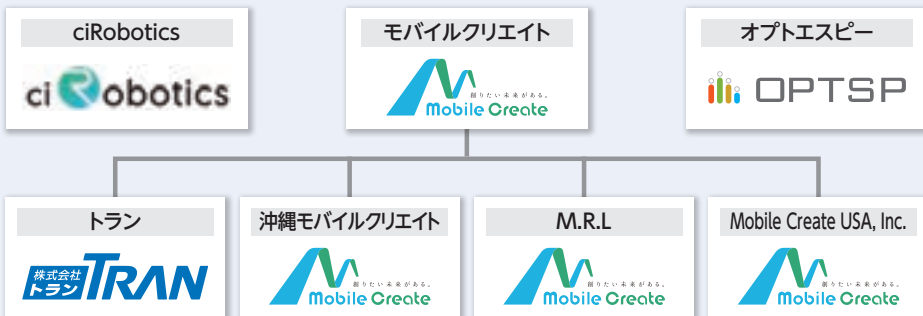 ciRobotics
ci Robotics
モバイルクリエイト
創りたい未来がある。
Mobile Create
オプトエスピー
OPTSP
トラン
株式会社
トラン
TRAN
沖縄モバイルクリエイト
創りたい未来がある。
Mobile Create
M.R.L
創りたい未来がある。
Mobile Create
Mobile Create USA, Inc.
創りたい未来がある。
Mobile Create